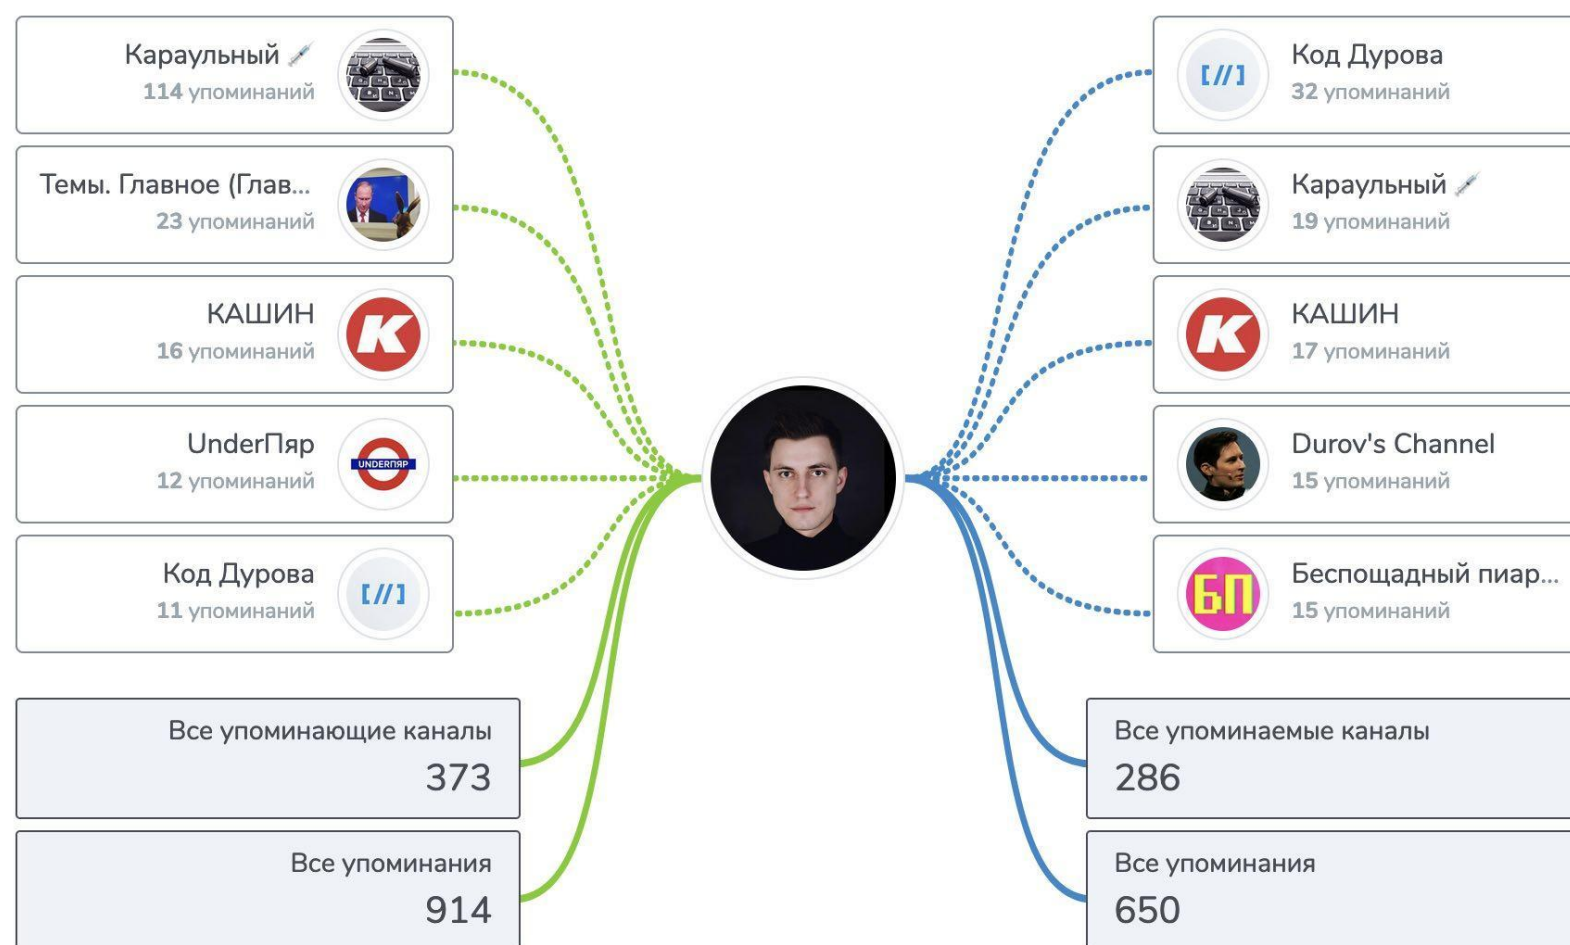 Караульный
114 упоминаний
Темы. Главное (Глав...
23 упоминаний
КАШИН
16 упоминаний
К
UnderПяр
12 упоминаний
UNDERПЯР
Код Дурова
11 упоминаний
[//]
Все упоминающие каналы
373
Все упоминания
914
Код Дурова
32 упоминаний
[//]
Караульный
19 упоминаний
КАШИН
17 упоминаний
К
Durov's Channel
15 упоминаний
Беспощадный пиар...
15 упоминаний
БП
Все упоминаемые каналы
286
Все упоминания
650